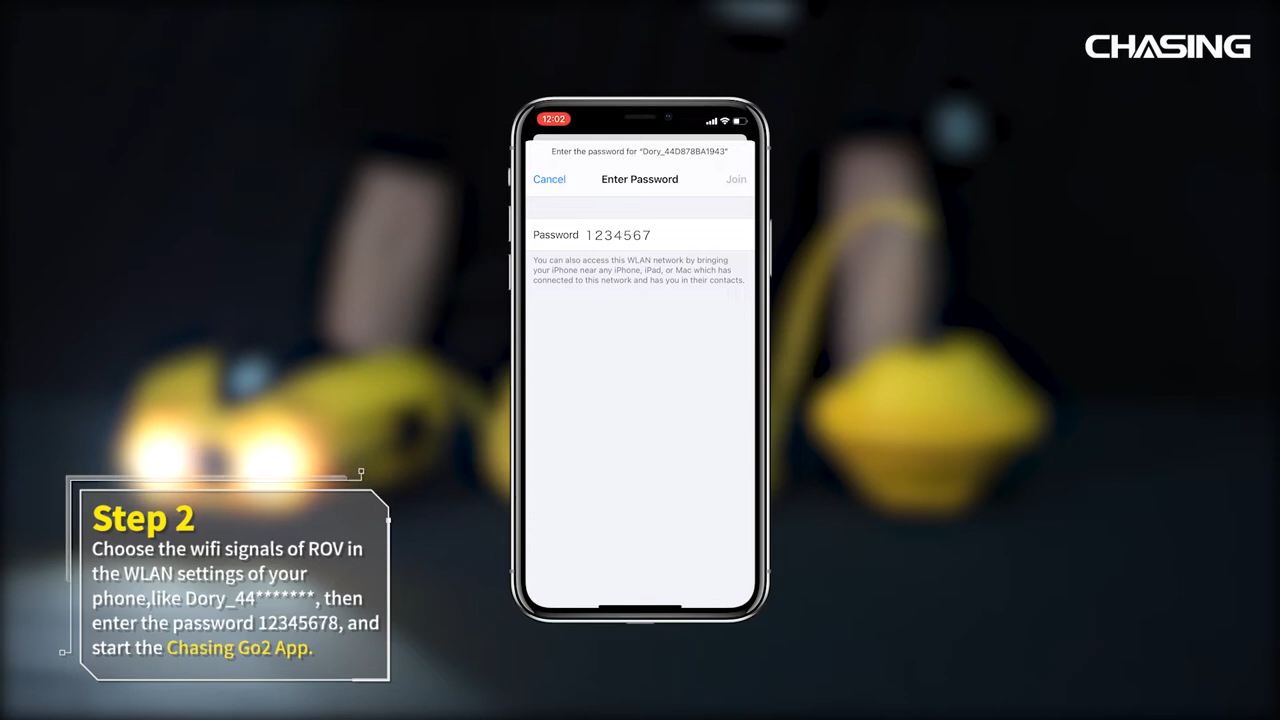 CHASING
12:02
Enter the password for “Dory_44D878BA1943”
Cancel Enter Password Join
Password 1234567
You can also access this WLAN network by bringing
your iPhone near any iPhone, iPad, or Mac which has
connected to this network and has you in their contacts.
Step 2
Choose the wifi signals of ROV in
the WLAN settings of your
phone,like Dory_44*******, then
enter the password 12345678, and
start the Chasing Go2 App.